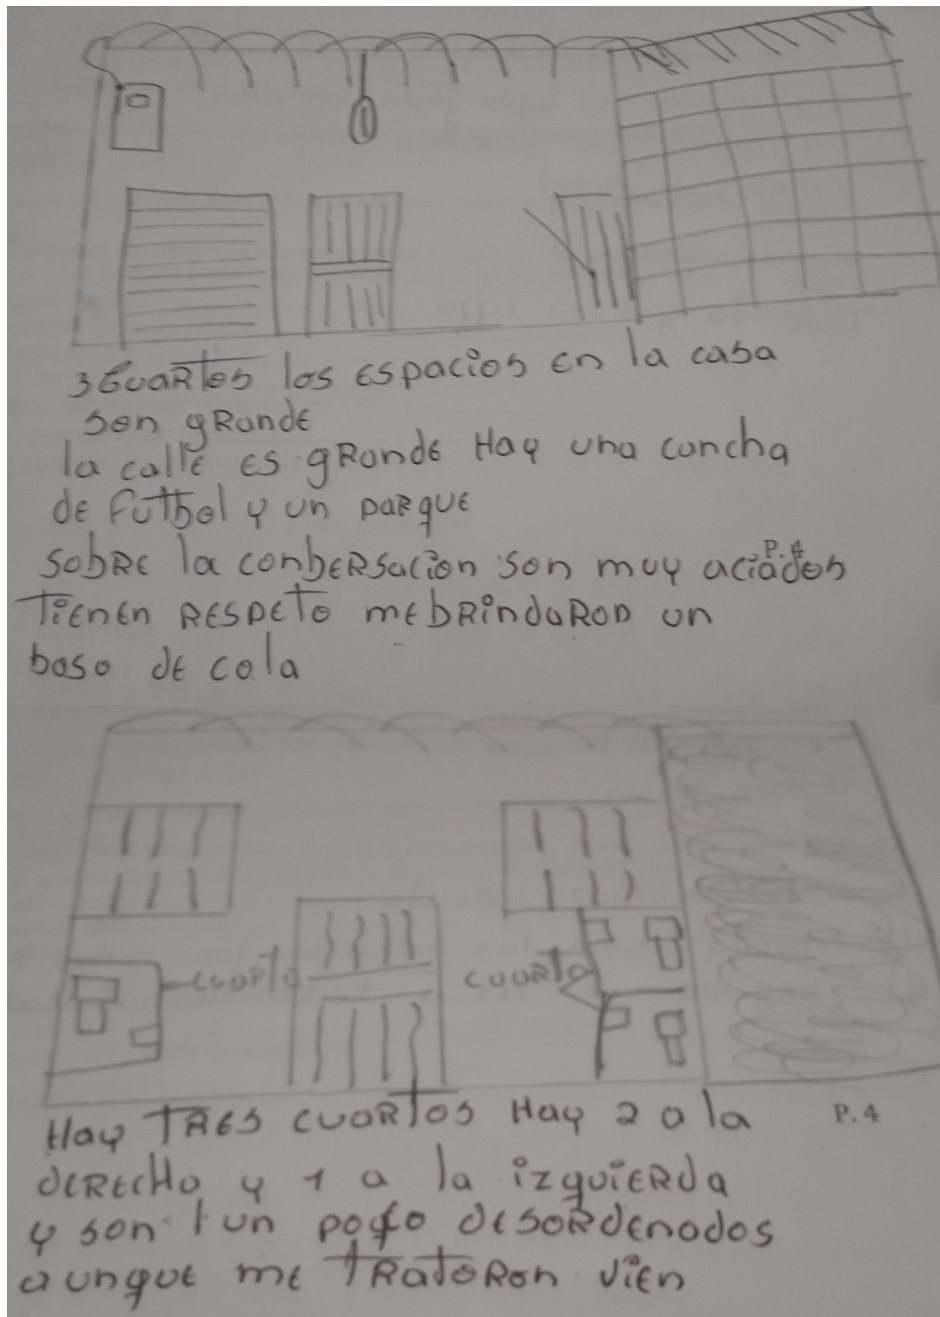 3 Guartos los espacios en la casa
son grande
la calle es grande Hay una concha
de futbol y un parque
P.4
sobre la conbersacion son muy aciados
Tienen respeto me brindaron un
baso de cola
cuarto
cuarto
Hay Tres cuartos Hay 2 a la
P.4
derecho y 1 a la izquierda
y son un poco desordenados
aunque me trataron vien